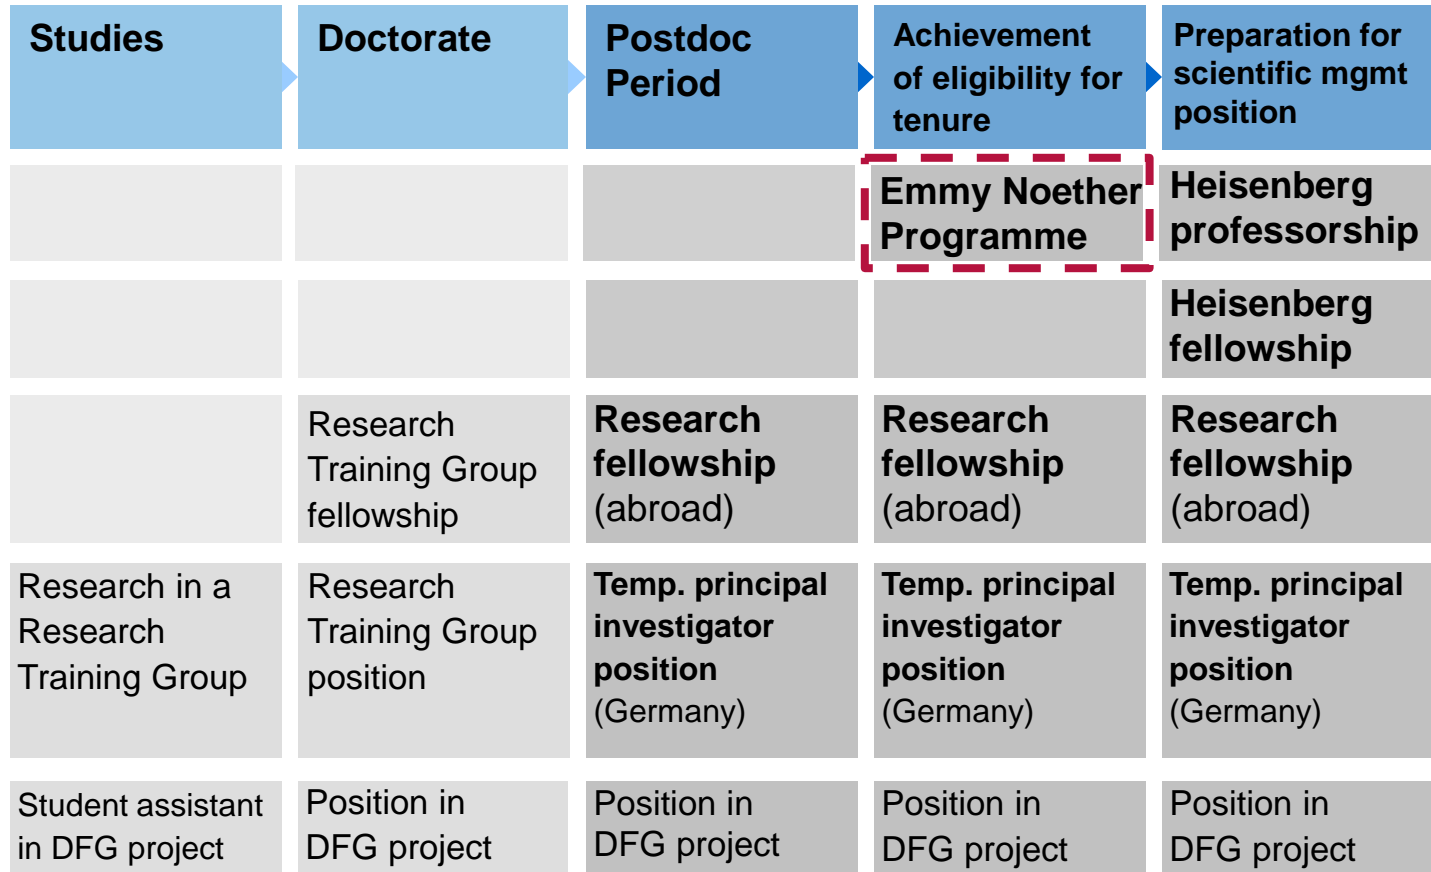 Studies
Doctorate
Postdoc
Period
Achievement
of eligibility for
tenure
Preparation for
scientific mgmt
position
Emmy Noether
Programme
Heisenberg
professorship
Heisenberg
fellowship
Research
Training Group
fellowship
Research
fellowship
(abroad)
Research
fellowship
(abroad)
Research
fellowship
(abroad)
Research in a
Research
Training Group
Research
Training Group
position
Temp. principal
investigator
position
(Germany)
Temp. principal
investigator
position
(Germany)
Temp. principal
investigator
position
(Germany)
Student assistant
in DFG project
Position in
DFG project
Position in
DFG project
Position in
DFG project
Position in
DFG project